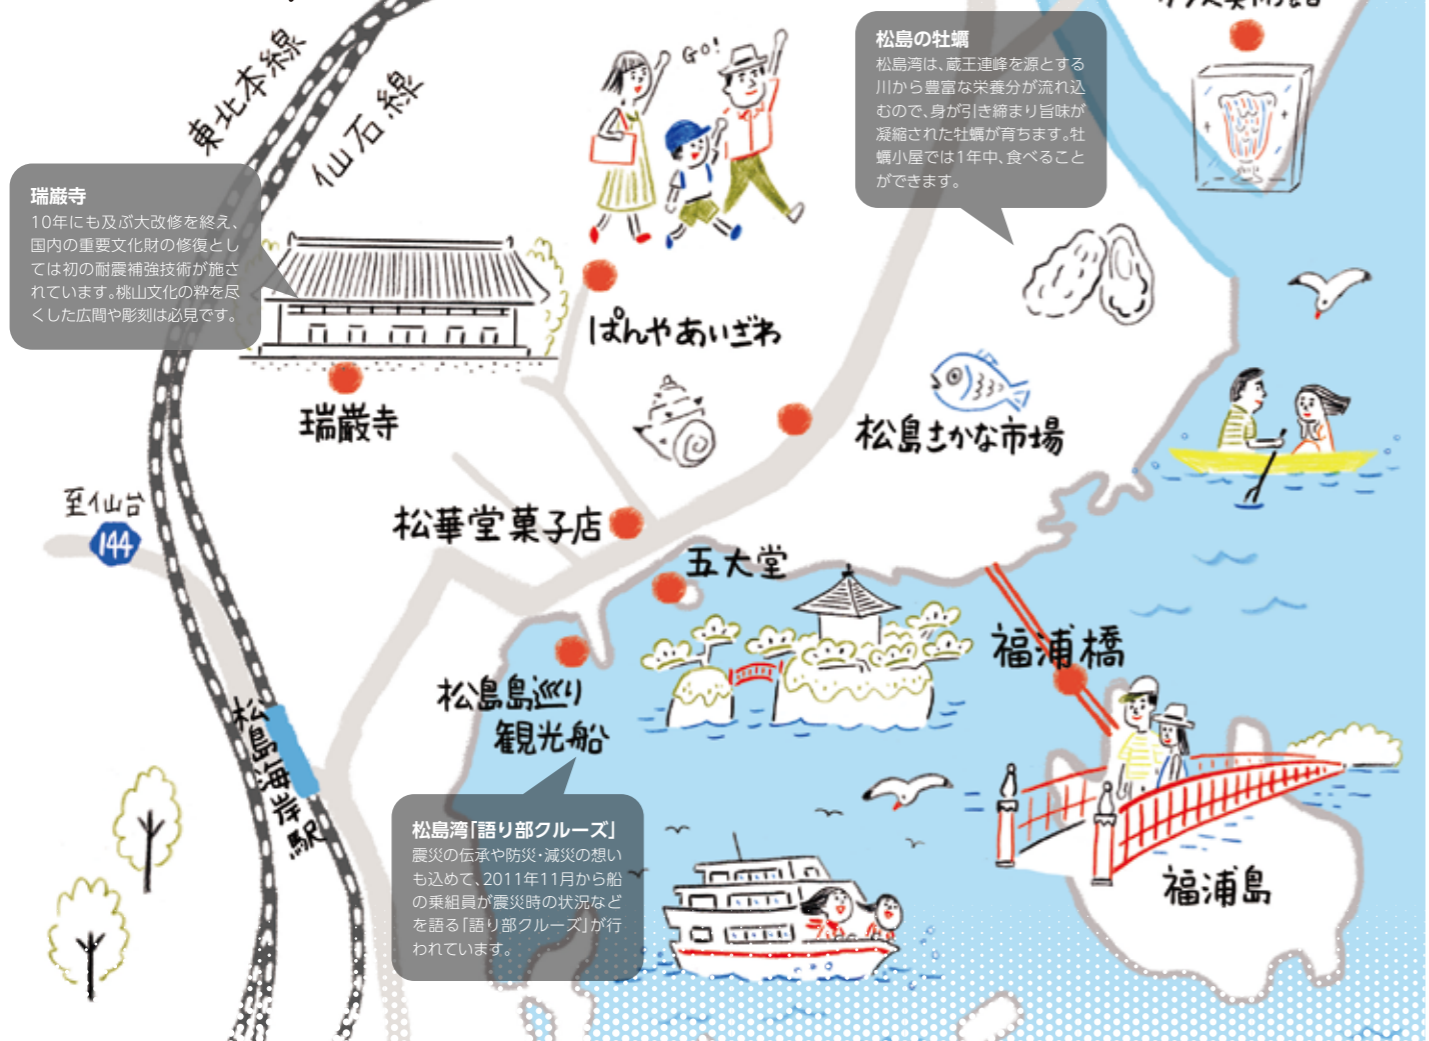 東北本線
仙石線
GO!
松島の牡蠣
松島湾は、蔵王連峰を源とする
川から豊富な栄養分が流れ込
むので、身が引き締まり旨味が
凝縮された牡蠣が育ちます。牡
蠣小屋では1年中、食べること
ができます。
瑞巌寺
10年にも及ぶ大改修を終え、
国内の重要文化財の修復とし
ては初の耐震補強技術が施さ
れています。桃山文化の粋を尽
くした広間や彫刻は必見です。
ぱんやあいざわ
瑞巌寺
松島さかな市場
至仙台
144
松華堂菓子店
五大堂
福浦橋
松島島巡り
観光船
松島海岸駅
松島湾「語り部クルーズ」
震災の伝承や防災・減災の想い
も込めて、2011年11月から船
の乗組員が震災時の状況など
を語る「語り部クルーズ」が行
われています。
福浦島